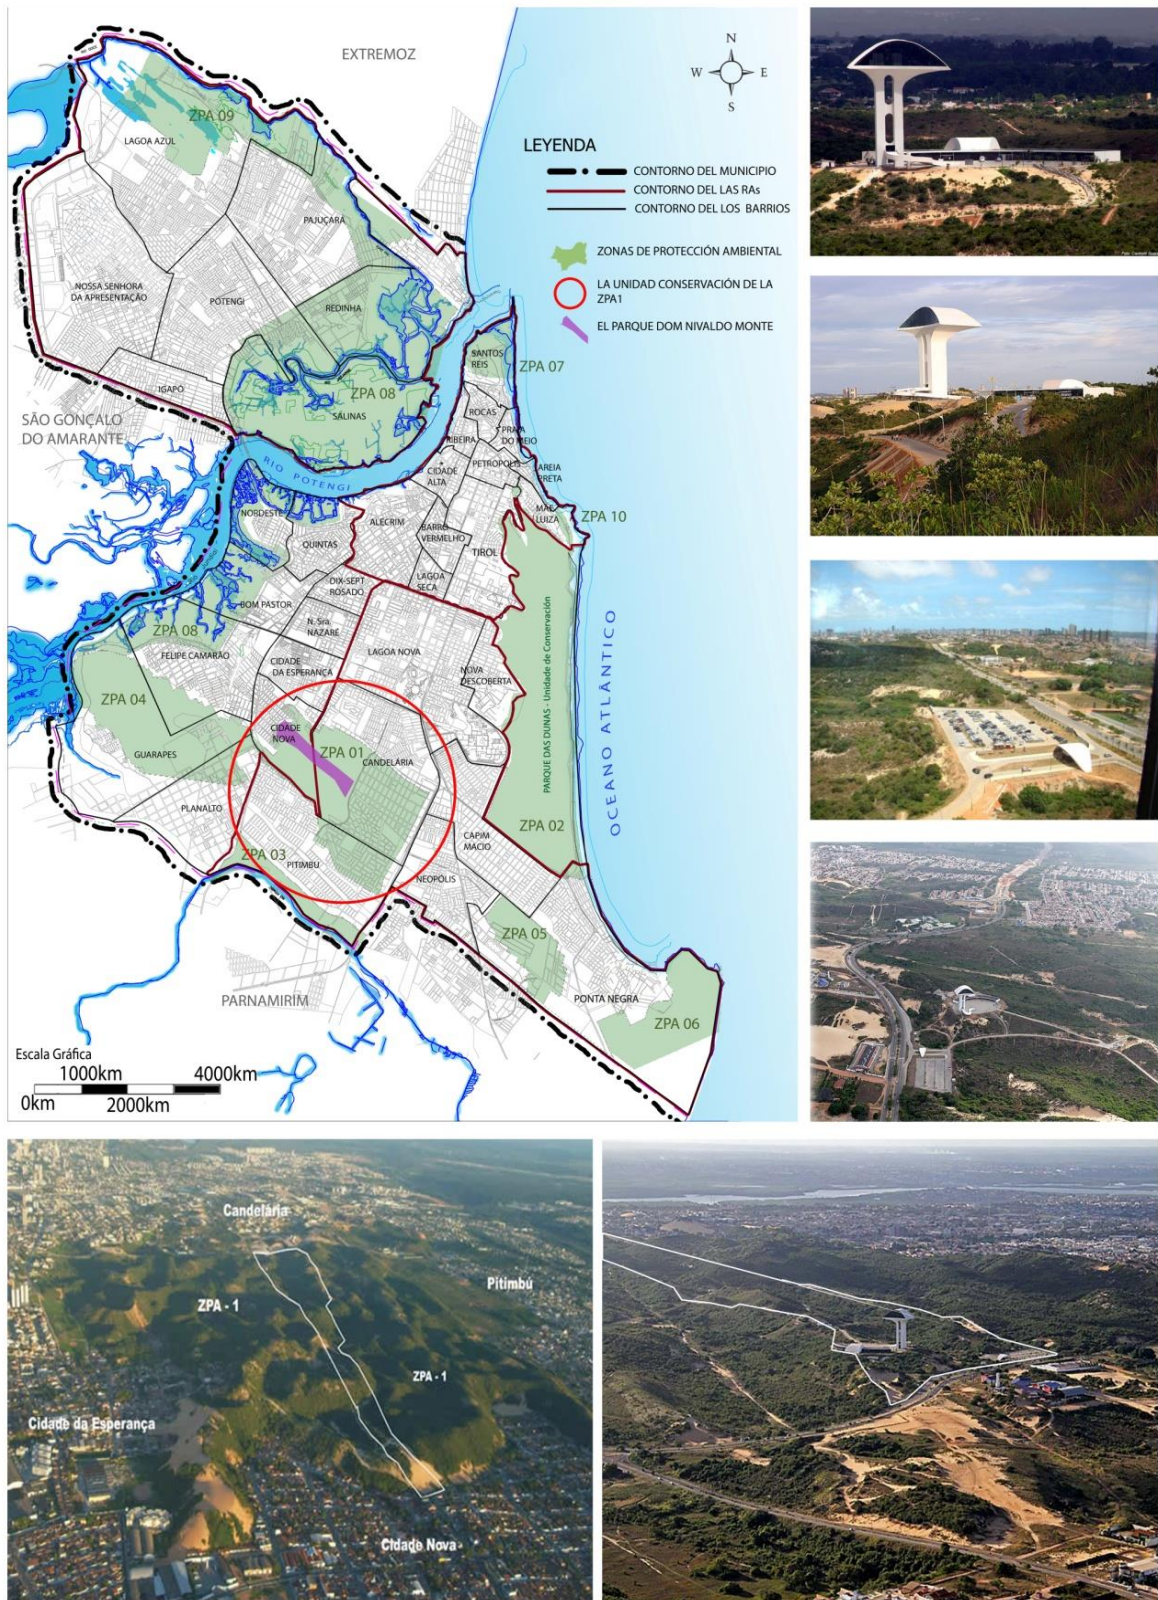 EXTREMOZ
N
W E
S
ZPA 09
LAGOA AZUL
LEYENDA
CONTORNO DEL MUNICIPIO
CONTORNO DEL LAS RAs
CONTORNO DEL LOS BARRIOS
PAJUÇARA
ZONAS DE PROTECCIÓN AMBIENTAL
LA UNIDAD CONSERVACIÓN DE LA
ZPA1
EL PARQUE DOM NIVALDO MONTE
NOSSA SENHORA
DA APRESENTAÇÃO
POTENGI
REDINHA
SANTOS
REIS
ZPA 07
IGAPÓ
ZPA 08
SALINAS
ROCAS
SÃO GONÇALO
DO AMARANTE
RIBEIRA
PRAIA
DO MEIO
RIO POTENGI
CIDADE
ALTA
PETROPOLIS
AREIA
PRETA
NORDESTE
ALECRIM
BARRO
VERMELHO
MAE
LUIZA
ZPA 10
QUINTAS
TIROL
LAGOA
SECA
DIX-SEPT
ROSADO
BOM PASTOR
N. Sra.
NAZARÉ
ZPA 08
FELIPE CAMARÃO
CIDADE
DA ESPERANÇA
LAGOA NOVA
NOVA
DESCOBERTA
PARQUE DAS DUNAS - Unidade de Conservación
OCEANO ATLÂNTICO
ZPA 04
CIDADE
NOVA
ZPA 01
CANDELÁRIA
GUARAPES
PLANALTO
ZPA 02
CAPIM
MACIO
ZPA 03
PITIMBU
NEOPÓLIS
ZPA 05
PARNAMIRIM
PONTA NEGRA
ZPA 06
Escala Gráfica
1000km 4000km
0km 2000km
Candelária
Pitimbú
ZPA - 1
ZPA - 1
Cidade da Esperança
Cidade Nova